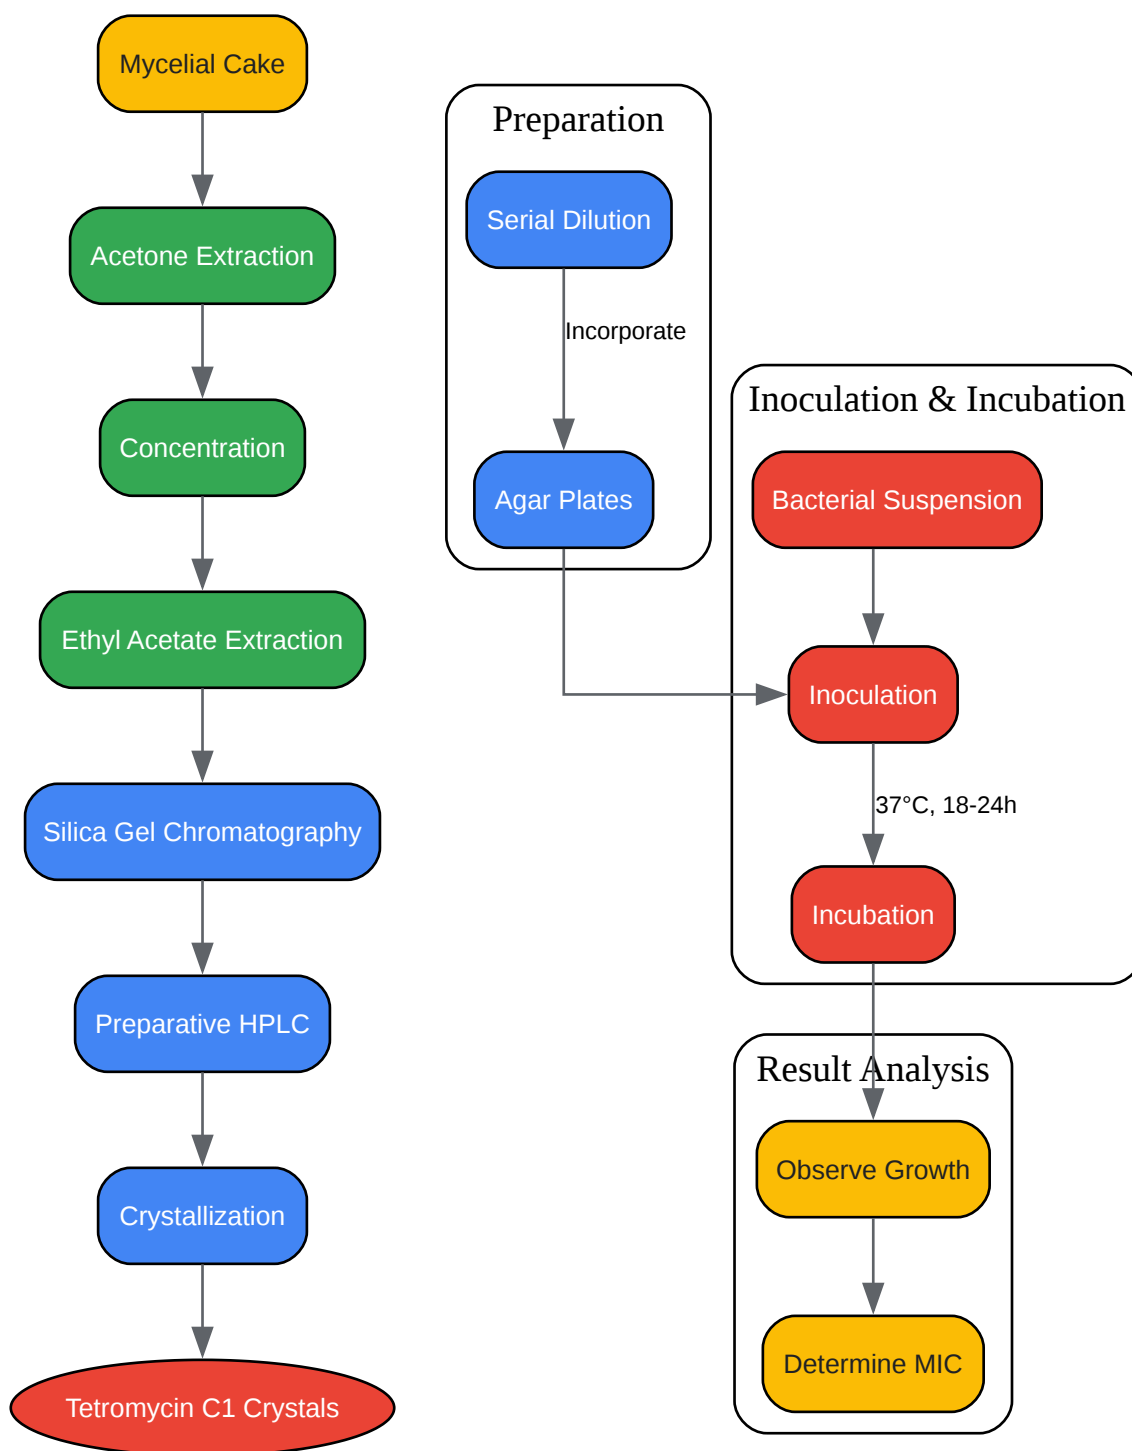 Mycelial Cake
Acetone Extraction
Concentration
Ethyl Acetate Extraction
Silica Gel Chromatography
Preparative HPLC
Crystallization
Tetromycin C1 Crystals
Preparation
Serial Dilution
Incorporate
Agar Plates
Inoculation & Incubation
Bacterial Suspension
Inoculation
37°C, 18-24h
Incubation
Result Analysis
Observe Growth
Determine MIC